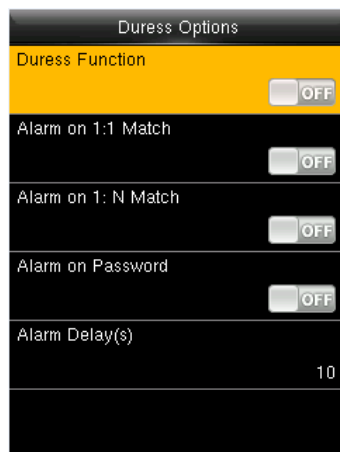 Duress Options
Duress Function
OFF
Alarm on 1:1 Match
OFF
Alarm on 1: N Match
OFF
Alarm on Password
OFF
Alarm Delay(s)
10